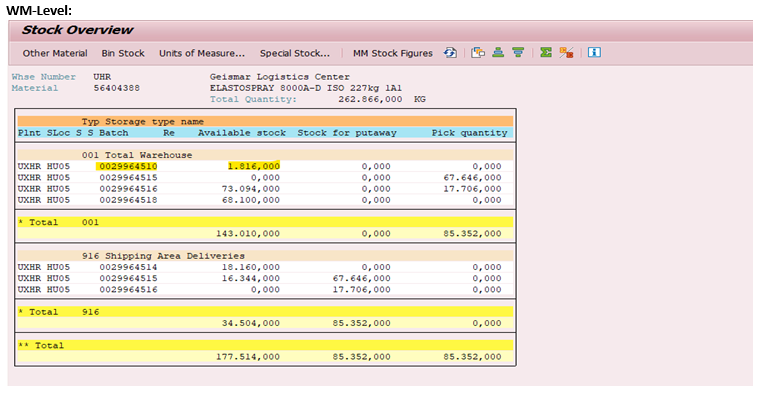 WM-Level:
Stock Overview
Other Material Bin Stock Units of Measure... Special Stock... MM Stock Figures
Whse Number UHR Geismar Logistics Center
Material 56404388 ELASTOSPRAY 8000A-D ISO 227kg 1A1
Total Quantity: 262.866,000 KG
Typ Storage type name
Plnt SLoc S S Batch Re Available stock Stock for putaway Pick quantity
001 Total Warehouse
UXHR HU05 0029964510 1.816,000 0,000 0,000
UXHR HU05 0029964515 0,000 0,000 67.646,000
UXHR HU05 0029964516 73.094,000 0,000 17.706,000
UXHR HU05 0029964518 68.100,000 0,000 0,000
* Total 001
143.010,000 0,000 85.352,000
916 Shipping Area Deliveries
UXHR HU05 0029964514 18.160,000 0,000 0,000
UXHR HU05 0029964515 16.344,000 67.646,000 0,000
UXHR HU05 0029964516 0,000 17.706,000 0,000
* Total 916
34.504,000 85.352,000 0,000
** Total
177.514,000 85.352,000 85.352,000